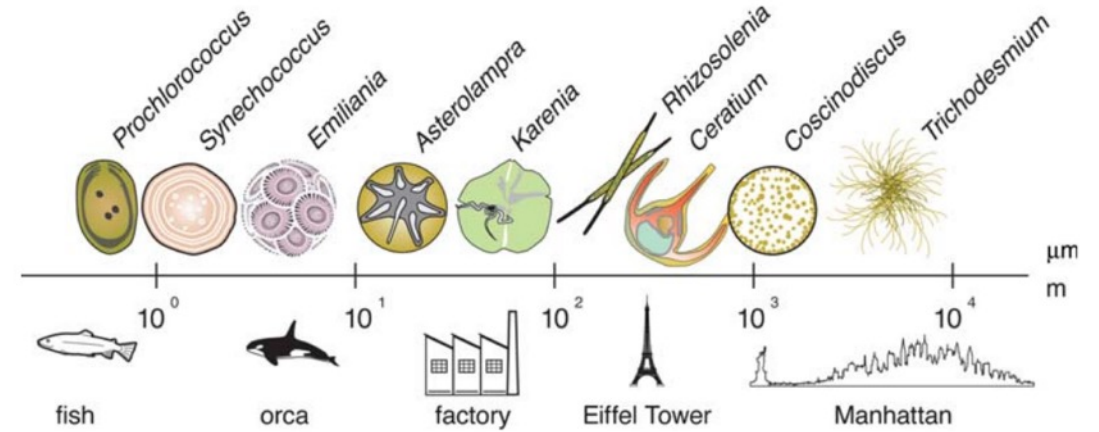 Prochlorococcus
Synechococcus
Emiliania
Asterolampra
Karenia
Rhizosolenia
Ceratium
Coscinodiscus
Trichodesmium
μm
m
10⁰ 10¹ 10² 10³ 10⁴
fish orca factory Eiffel Tower Manhattan